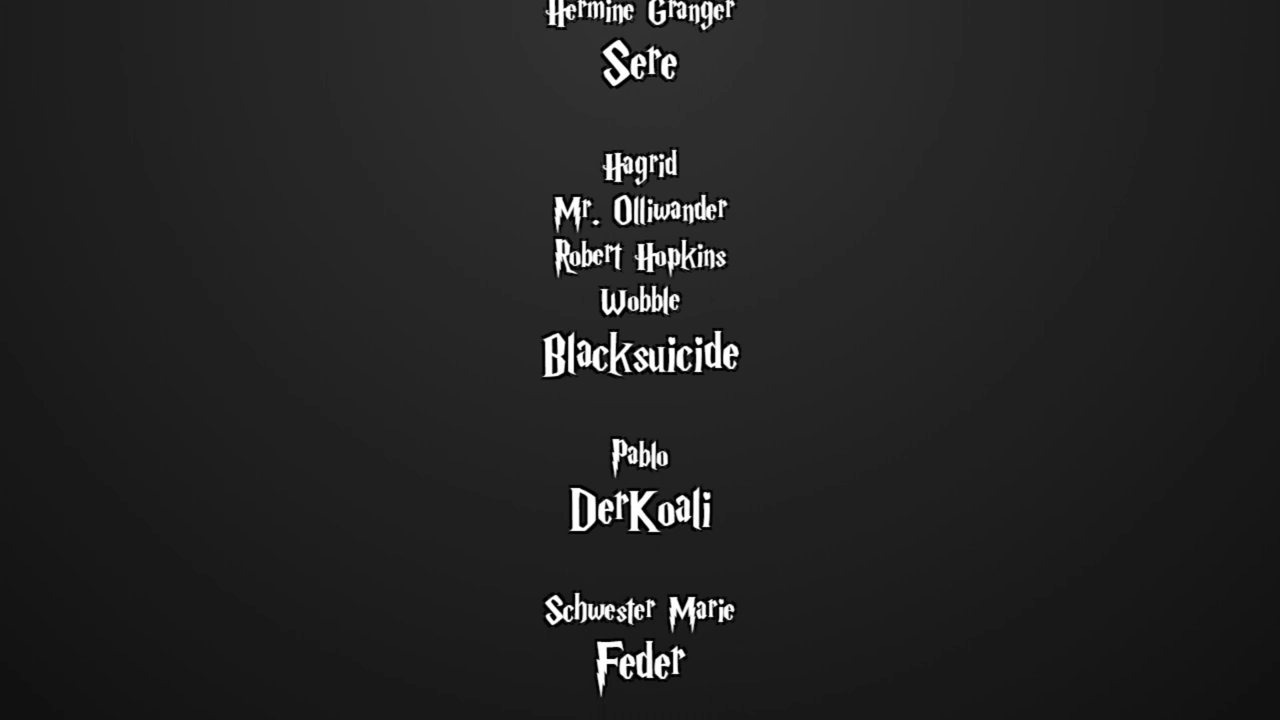 Hermine Granger
Sere
Hagrid
Mr. Olliwander
Robert Hopkins
Wobble
Blacksuicide
Pablo
DerKoali
Schwester Marie
Feder